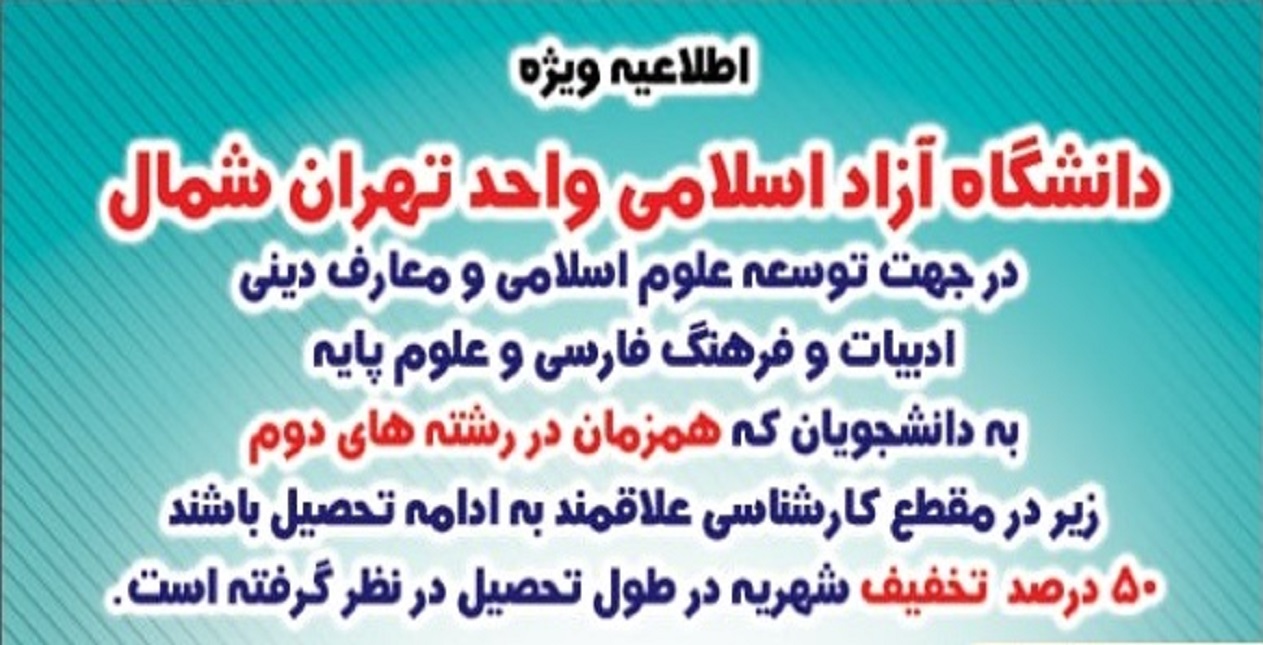 اطلاعیه ویژه
دانشگاه آزاد اسلامی واحد تهران شمال
در جهت توسعه علوم اسلامی و معارف دینی
ادبیات و فرهنگ فارسی و علوم پایه
به دانشجویان که همزمان در رشته های دوم
زیر در مقطع کارشناسی علاقمند به ادامه تحصیل باشند
۵۰ درصد تخفیف شهریه در طول تحصیل در نظر گرفته است.